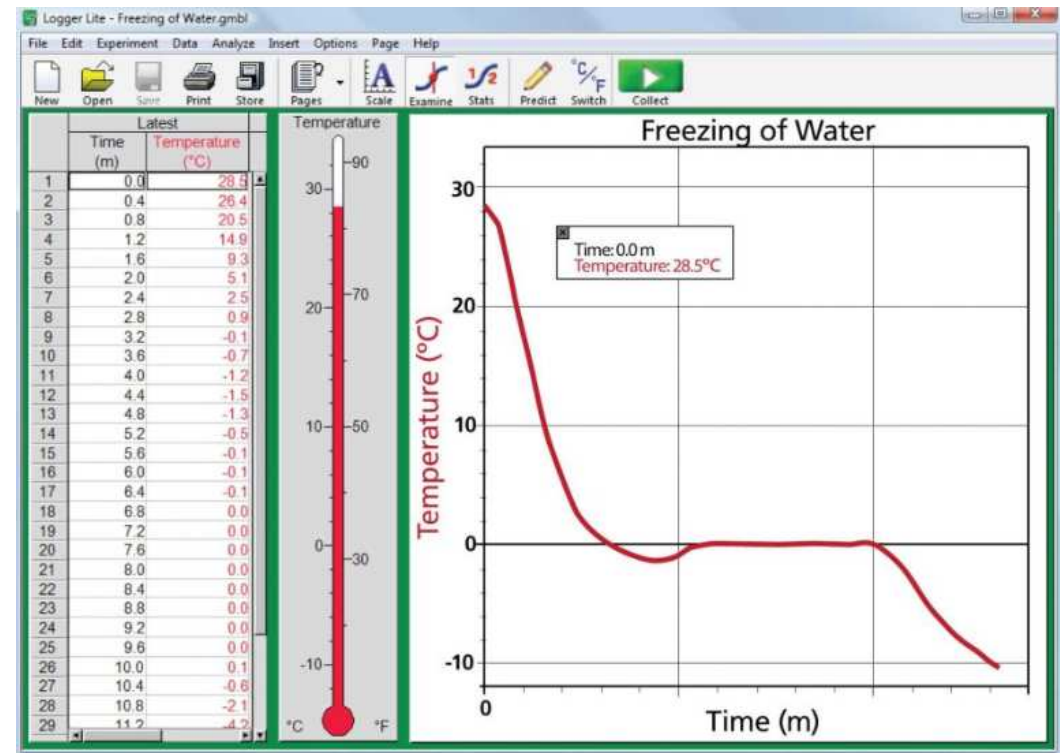 Logger Lite - Freezing of Water.gmbl
File Edit Experiment Data Analyze Insert Options Page Help
New Open Save Print Store Pages Scale Examine Stats Predict Switch Collect
Latest
Time Temperature
(m) (°C)
1 0.0 28.5
2 0.4 26.4
3 0.8 20.5
4 1.2 14.9
5 1.6 9.3
6 2.0 5.1
7 2.4 2.5
8 2.8 0.9
9 3.2 -0.1
10 3.6 -0.7
11 4.0 -1.2
12 4.4 -1.5
13 4.8 -1.3
14 5.2 -0.5
15 5.6 -0.1
16 6.0 -0.1
17 6.4 -0.1
18 6.8 0.0
19 7.2 0.0
20 7.6 0.0
21 8.0 0.0
22 8.4 0.0
23 8.8 0.0
24 9.2 0.0
25 9.6 0.0
26 10.0 0.1
27 10.4 -0.6
28 10.8 -2.1
29 11.2 -4.2
Temperature
90
30
20 70
10 50
0 30
-10
°C °F
Freezing of Water
30
20
10
0
-10
Temperature (°C)
Time: 0.0 m
Temperature: 28.5°C
0
Time (m)